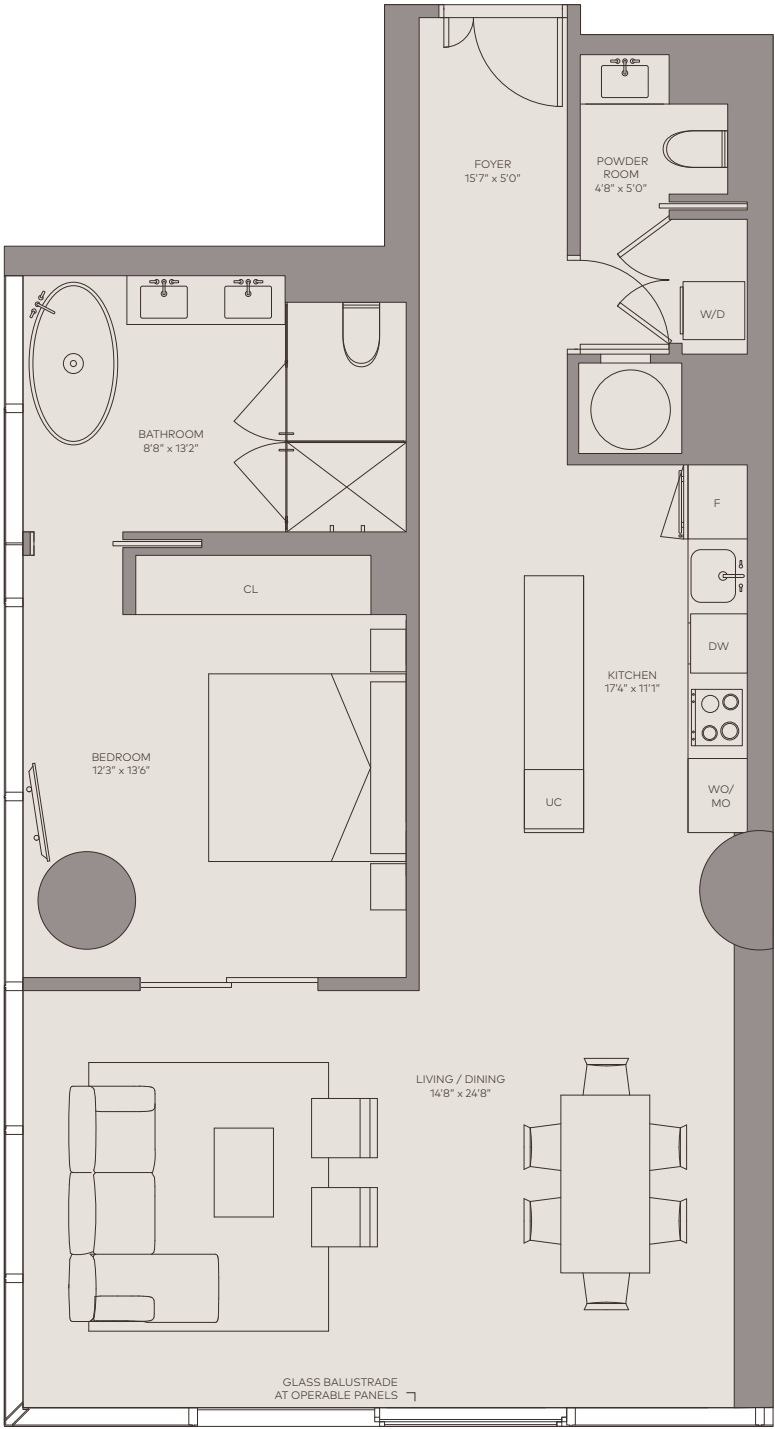 FOYER
15'7" x 5'0"
POWDER
ROOM
4'8" x 5'0"
W/D
BATHROOM
8'8" x 13'2"
F
CL
DW
KITCHEN
17'4" x 11'1"
BEDROOM
12'3" x 13'6"
UC
WO/
MO
LIVING / DINING
14'8" x 24'8"
GLASS BALUSTRADE
AT OPERABLE PANELS